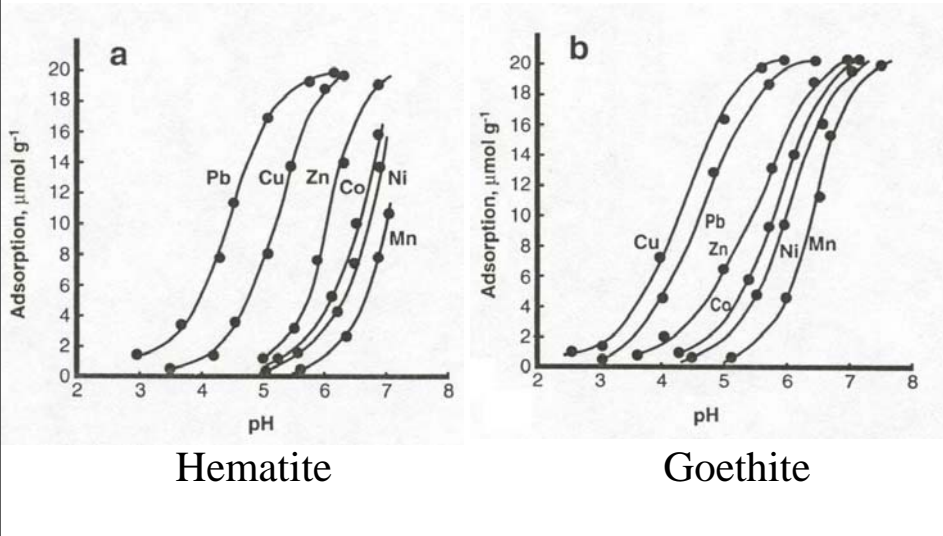 a
Adsorption, μmol g⁻¹
20
18
16
14
12
10
8
6
4
2
0
Pb
Cu
Zn
Co
Ni
Mn
2 3 4 5 6 7 8
pH
Hematite
b
Adsorption, μmol g⁻¹
20
18
16
14
12
10
8
6
4
2
0
Cu
Pb
Zn
Co
Ni
Mn
2 3 4 5 6 7 8
pH
Goethite